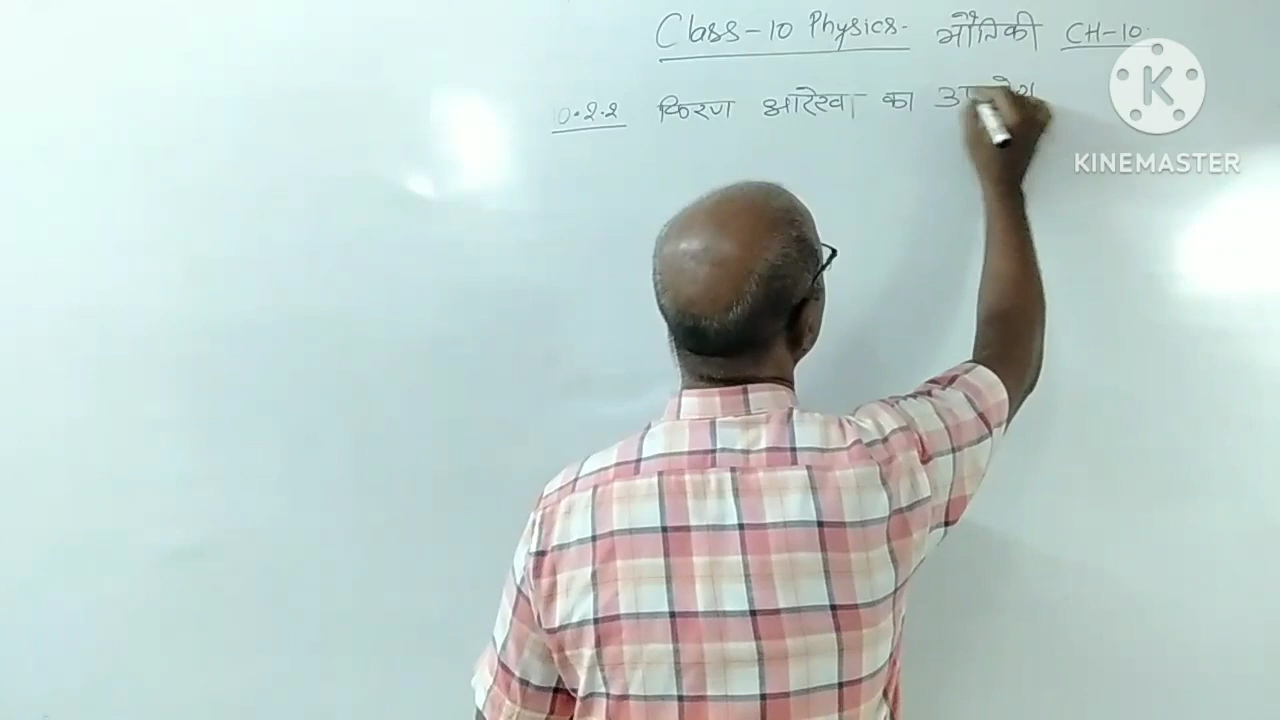 Class-10 Physics. भौतिकी CH-10.
10.2.2 किरण आरेख का
K
KINEMASTER